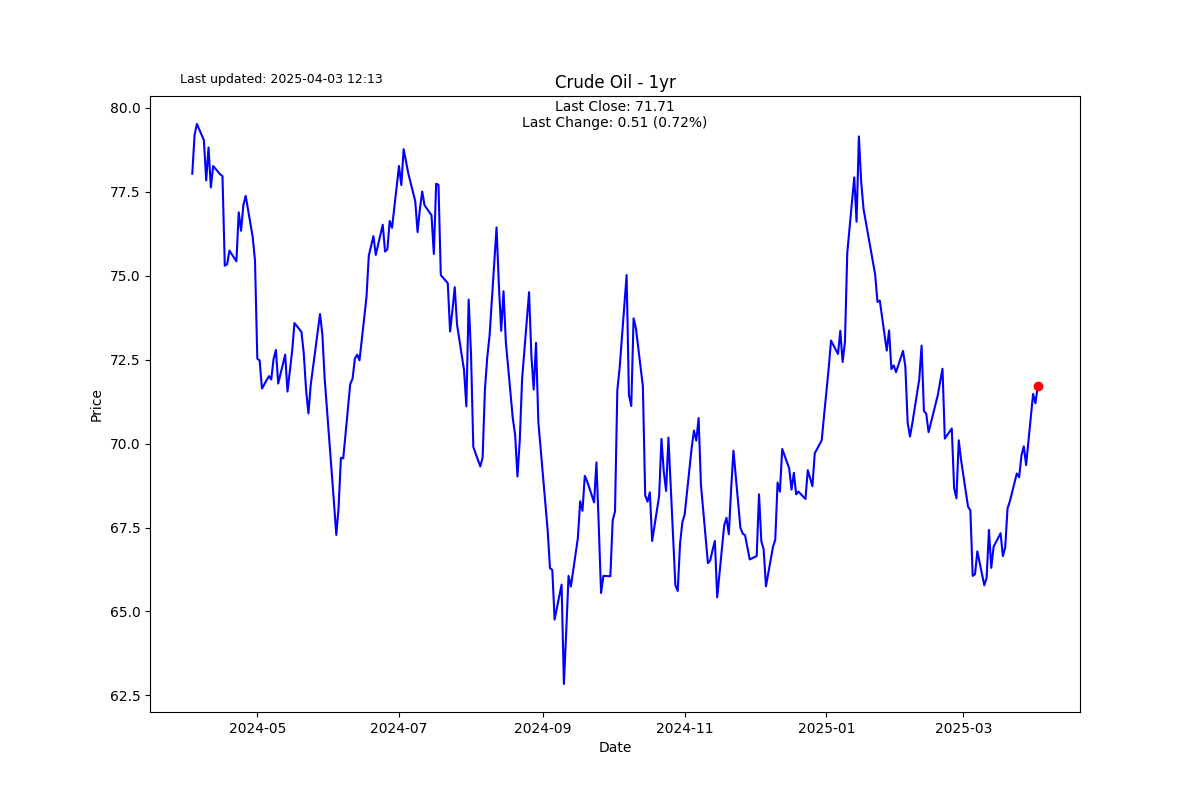 Last updated: 2025-04-03 12:13
Crude Oil - 1yr
Last Close: 71.71
Last Change: 0.51 (0.72%)
Price
80.0
77.5
75.0
72.5
70.0
67.5
65.0
62.5
2024-05
2024-07
2024-09
2024-11
2025-01
2025-03
Date